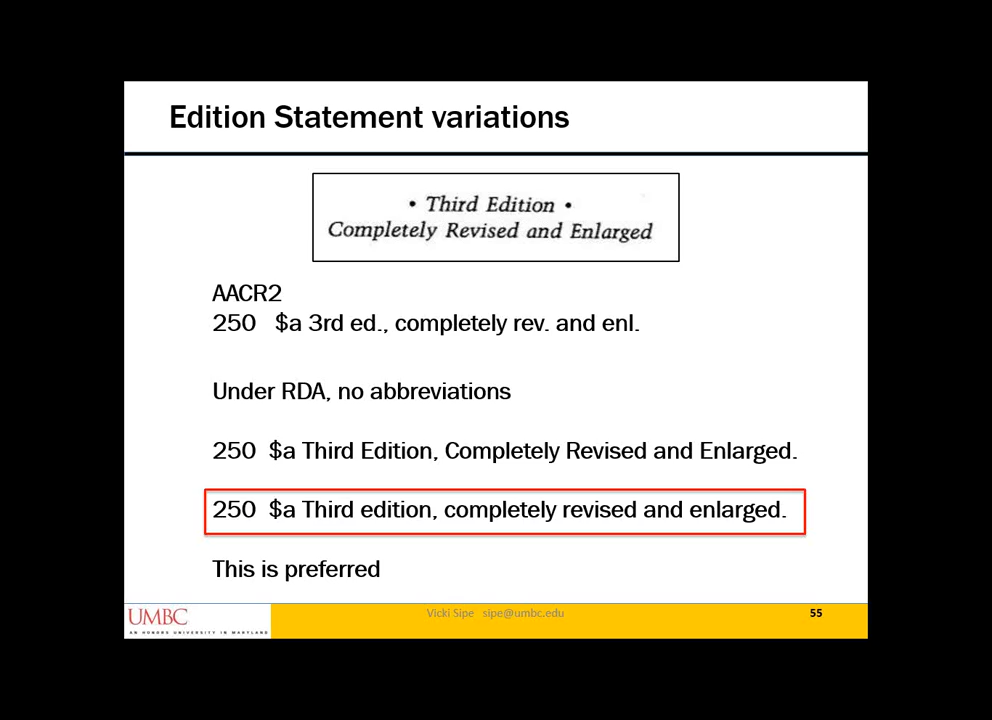 Edition Statement variations
• Third Edition •
Completely Revised and Enlarged
AACR2
250 $a 3rd ed., completely rev. and enl.
Under RDA, no abbreviations
250 $a Third Edition, Completely Revised and Enlarged.
250 $a Third edition, completely revised and enlarged.
This is preferred
UMBC
AN HONORS UNIVERSITY IN MARYLAND
Vicki Sipe sipe@umbc.edu
55